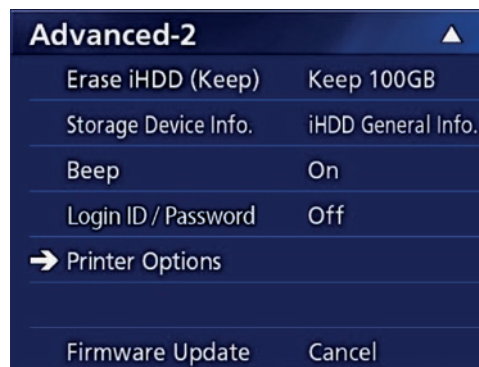 Advanced-2
Erase iHDD (Keep) Keep 100GB
Storage Device Info. iHDD General Info.
Beep On
Login ID / Password Off
Printer Options
Firmware Update Cancel